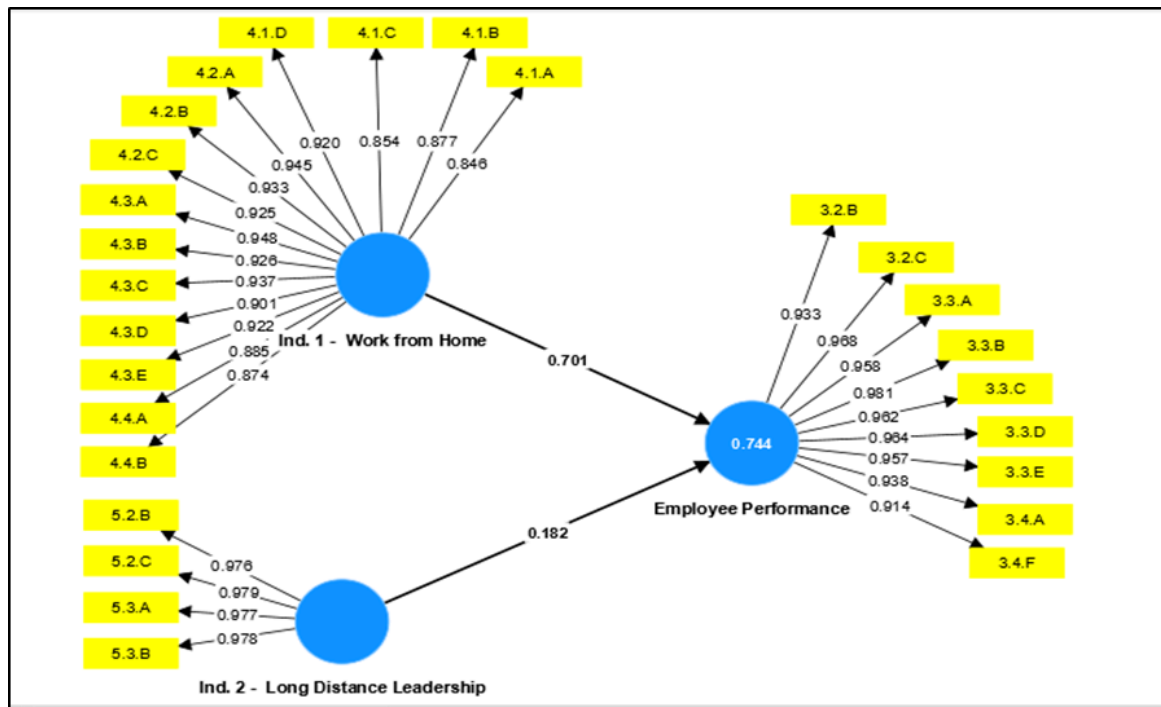 4.1.D
4.1.C
4.1.B
4.1.A
4.2.A
4.2.B
4.2.C
4.3.A
4.3.B
4.3.C
4.3.D
4.3.E
4.4.A
4.4.B
0.846
0.877
0.854
0.920
0.945
0.933
0.925
0.948
0.926
0.937
0.901
0.922
0.885
0.874
Ind. 1 - Work from Home
0.701
5.2.B
5.2.C
5.3.A
5.3.B
0.976
0.979
0.977
0.978
Ind. 2 - Long Distance Leadership
0.182
0.744
Employee Performance
3.2.B
3.2.C
3.3.A
3.3.B
3.3.C
3.3.D
3.3.E
3.4.A
3.4.F
0.933
0.968
0.958
0.981
0.962
0.964
0.957
0.938
0.914